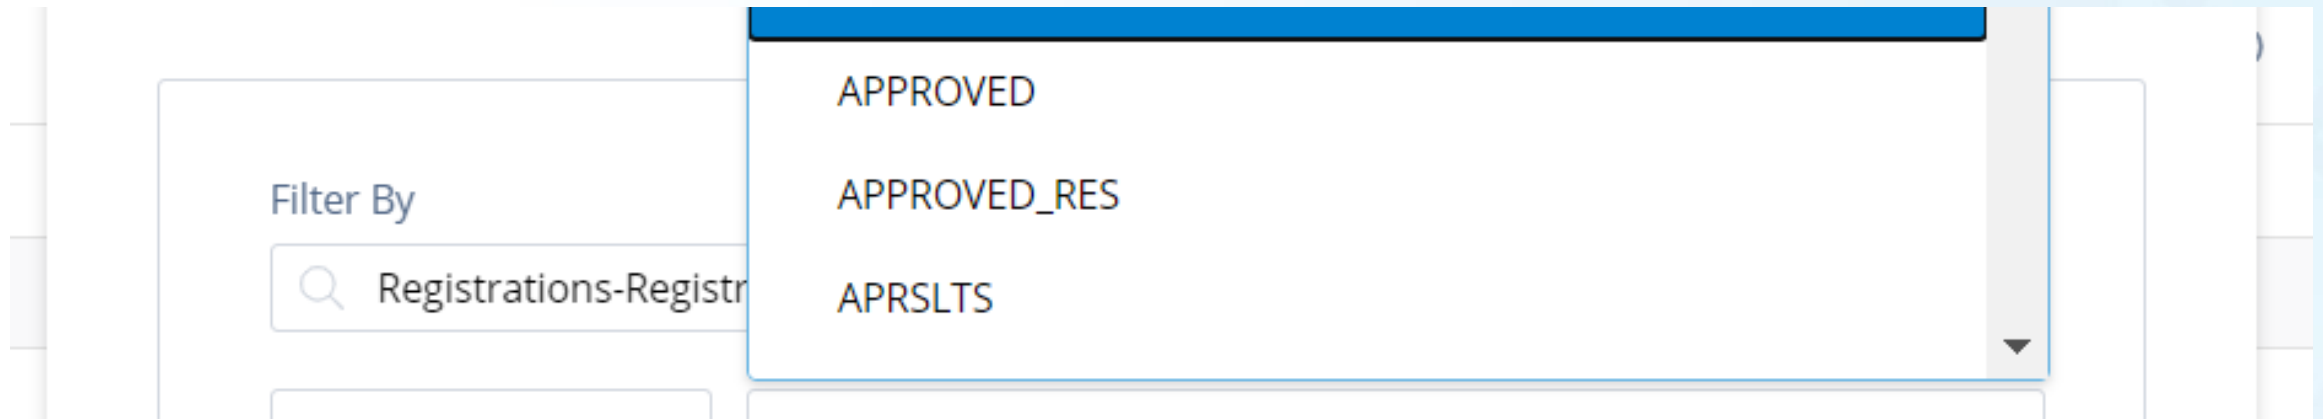 APPROVED
APPROVED_RES
Filter By
Registrations-Registr
APRSLTS